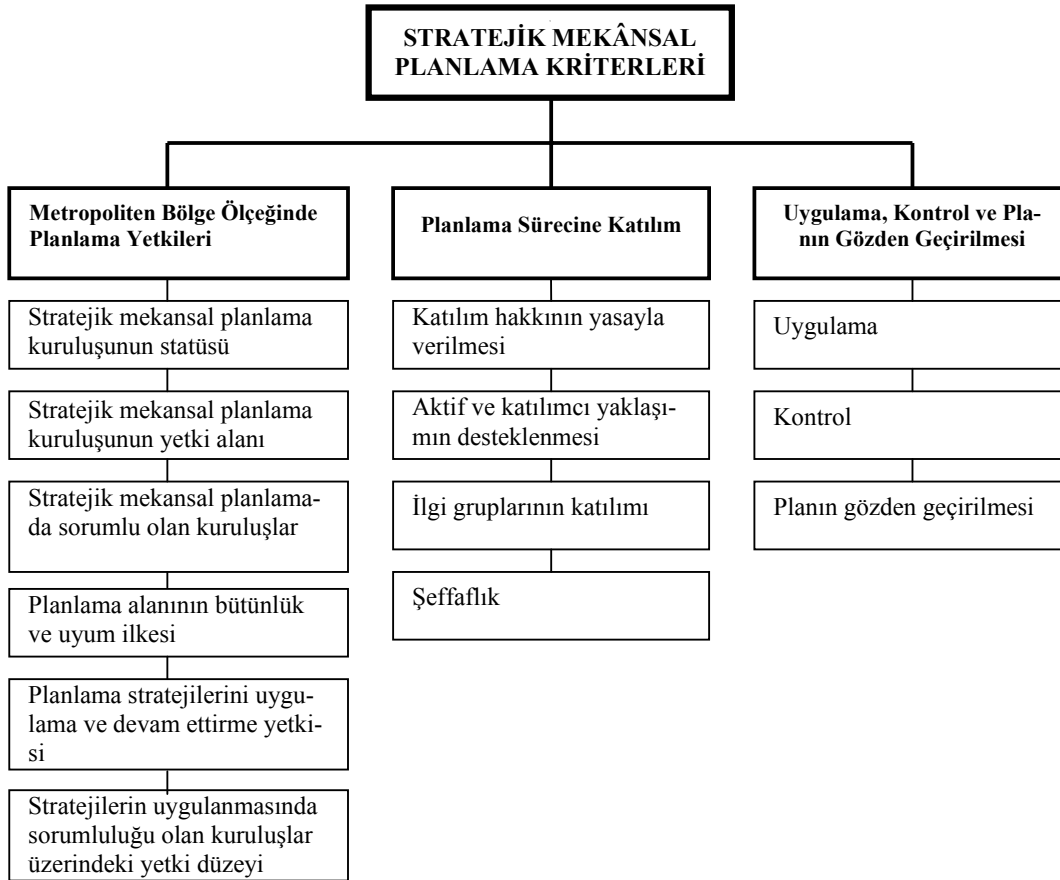 STRATEJİK MEKÂNSAL
PLANLAMA KRİTERLERİ
Metropoliten Bölge Ölçeğinde
Planlama Yetkileri
Stratejik mekansal planlama
kuruluşunun statüsü
Stratejik mekansal planlama
kuruluşunun yetki alanı
Stratejik mekansal planlama-
da sorumlu olan kuruluşlar
Planlama alanının bütünlük
ve uyum ilkesi
Planlama stratejilerini uygu-
lama ve devam ettirme yetki-
si
Stratejilerin uygulanmasında
sorumluluğu olan kuruluşlar
üzerindeki yetki düzeyi
Planlama Sürecine Katılım
Katılım hakkının yasayla
verilmesi
Aktif ve katılımcı yaklaşı-
mın desteklenmesi
İlgi gruplarının katılımı
Şeffaflık
Uygulama, Kontrol ve Pla-
nın Gözden Geçirilmesi
Uygulama
Kontrol
Planın gözden geçirilmesi